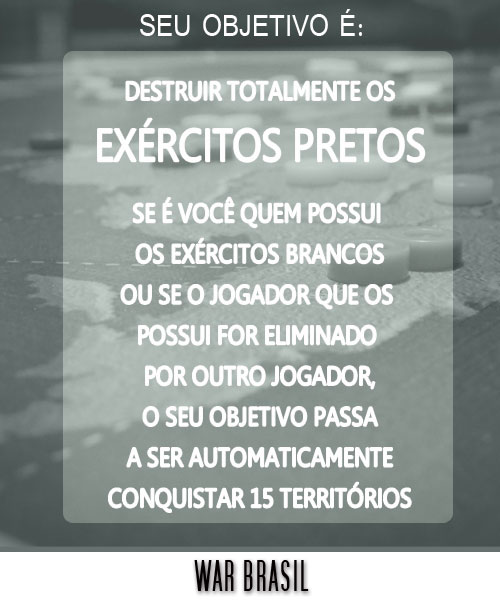 SEU OBJETIVO É:
DESTRUIR TOTALMENTE OS
EXÉRCITOS PRETOS
SE É VOCÊ QUEM POSSUI
OS EXÉRCITOS BRANCOS
OU SE O JOGADOR QUE OS
POSSUI FOR ELIMINADO
POR OUTRO JOGADOR,
O SEU OBJETIVO PASSA
A SER AUTOMATICAMENTE
CONQUISTAR 15 TERRITÓRIOS
WAR BRASIL